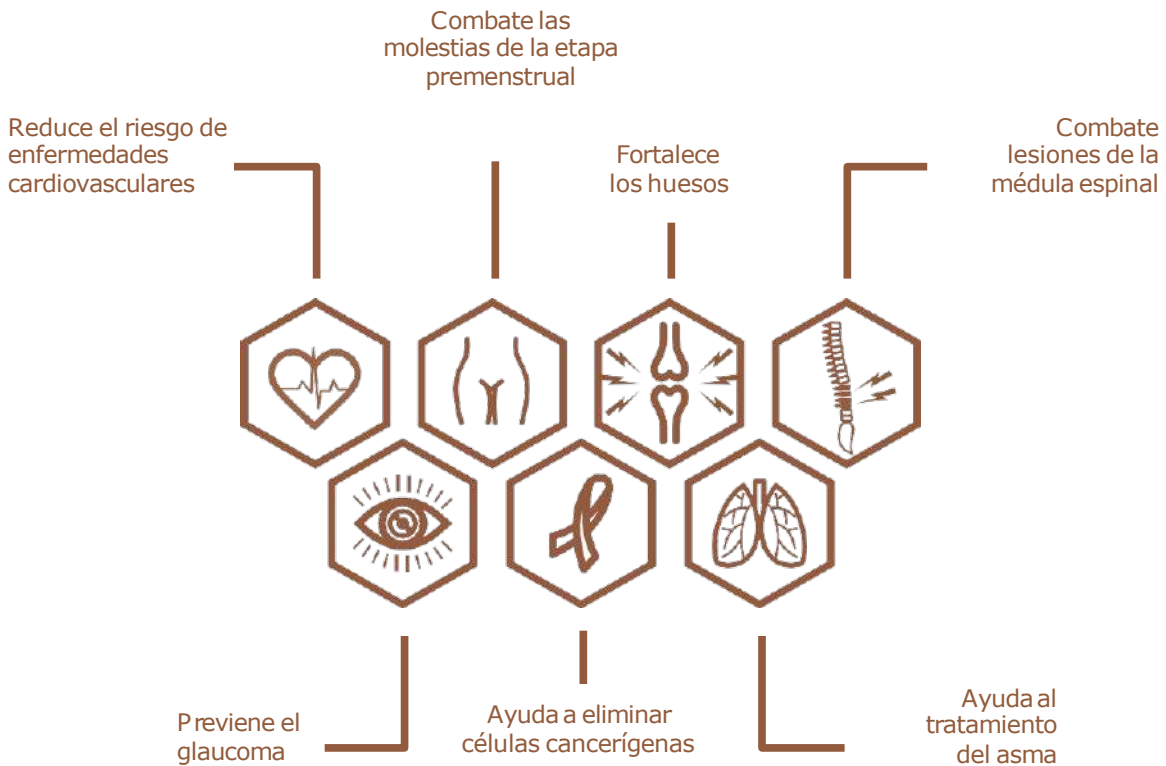 Combate las
molestias de la etapa
premenstrual
Reduce el riesgo de
enfermedades
cardiovasculares
Fortalece
los huesos
Combate
lesiones de la
médula espinal
Previene el
glaucoma
Ayuda a eliminar
células cancerígenas
Ayuda al
tratamiento
del asma